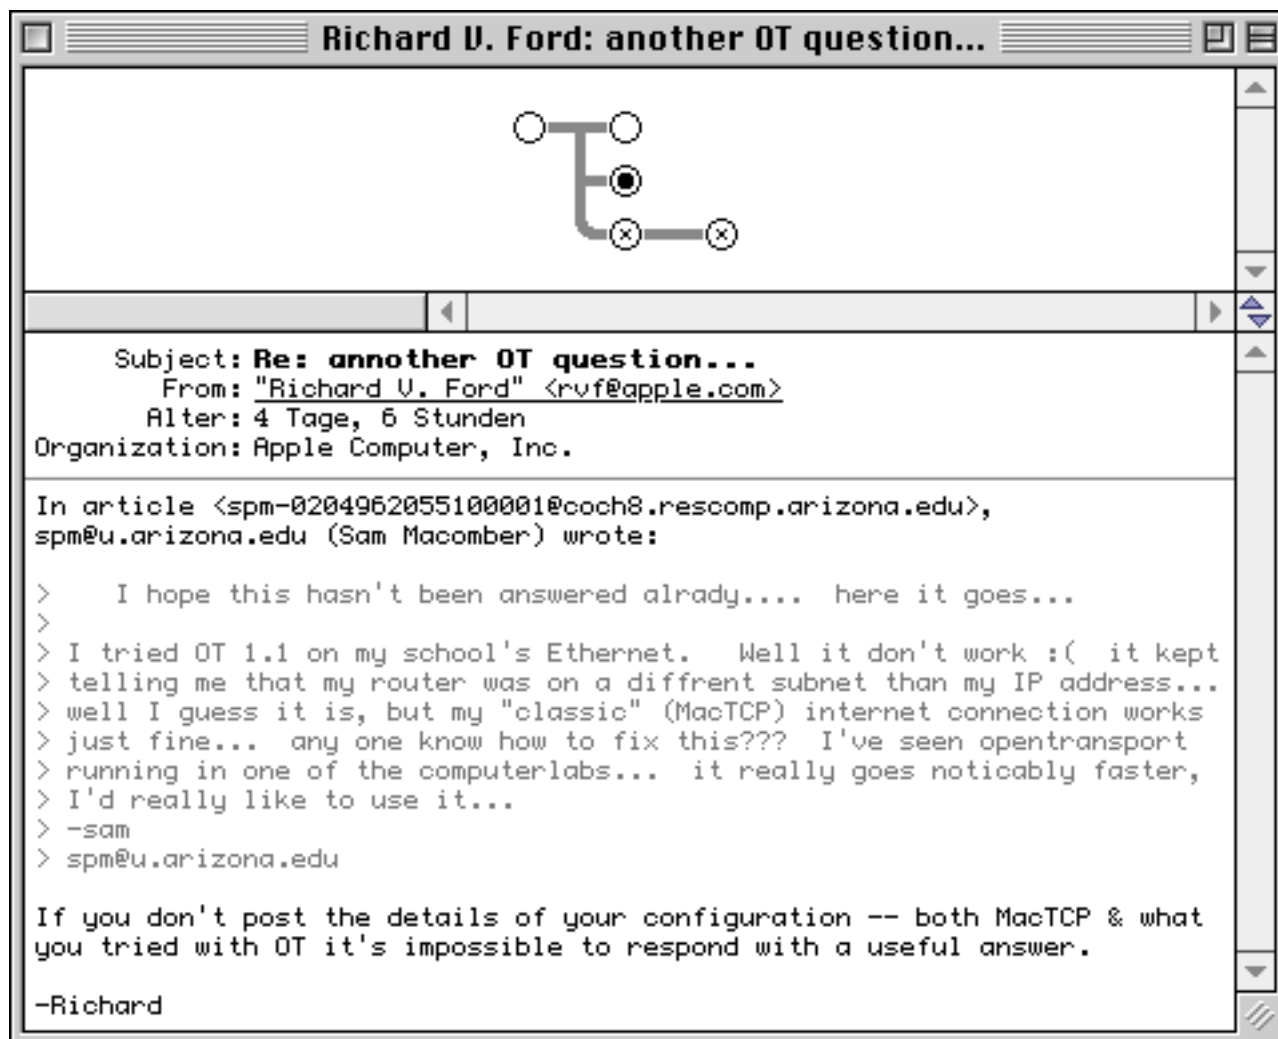 Richard V. Ford: another OT question...
Subject: Re: annother OT question...
From: "Richard V. Ford" <rvf@apple.com>
Alter: 4 Tage, 6 Stunden
Organization: Apple Computer, Inc.
In article <spm-0204962055100001@coch8.rescomp.arizona.edu>,
spm@u.arizona.edu (Sam Macomber) wrote:
>    I hope this hasn't been answered alrady....  here it goes...
>
> I tried OT 1.1 on my school's Ethernet.   Well it don't work :(  it kept
> telling me that my router was on a diffrent subnet than my IP address...
> well I guess it is, but my "classic" (MacTCP) internet connection works
> just fine...  any one know how to fix this???  I've seen opentransport
> running in one of the computerlabs...  it really goes noticably faster,
> I'd really like to use it...
> -sam
> spm@u.arizona.edu
If you don't post the details of your configuration -- both MacTCP & what
you tried with OT it's impossible to respond with a useful answer.
-Richard